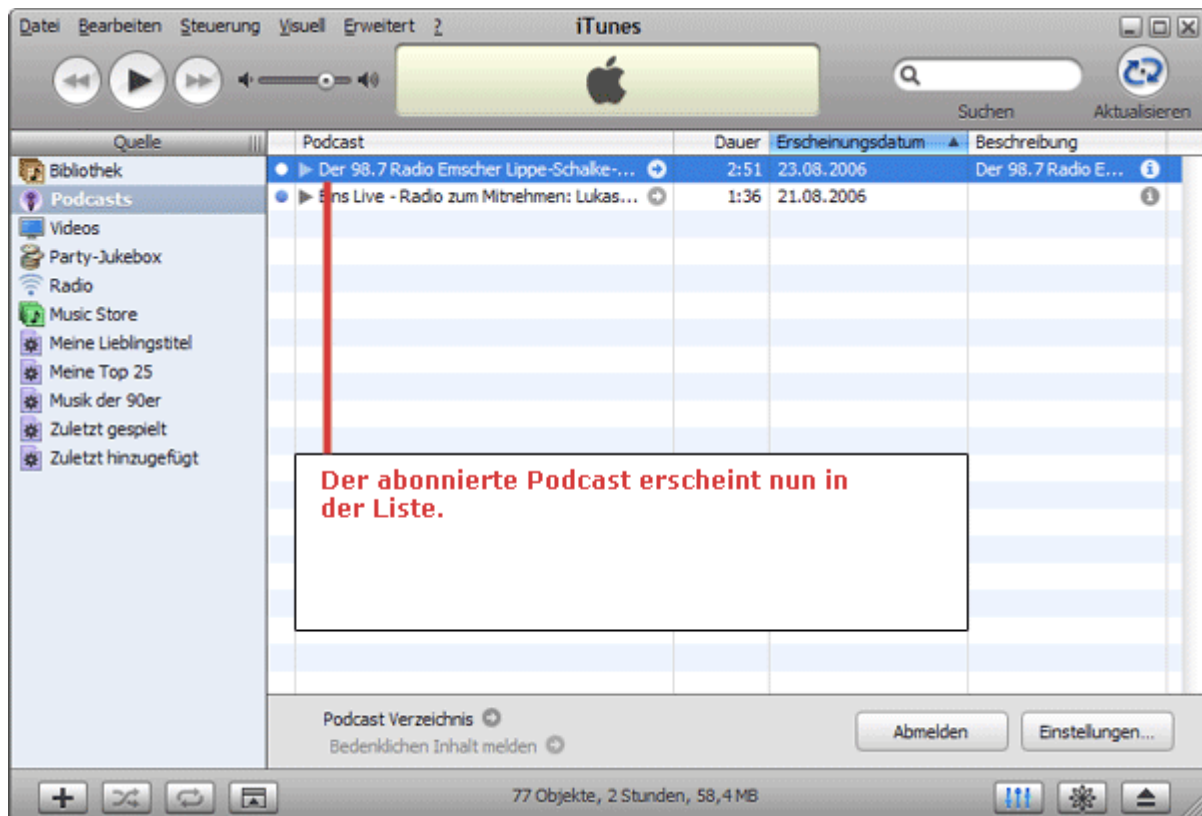 Datei Bearbeiten Steuerung Visuell Erweitert ? iTunes
Suchen Aktualisieren
Quelle Podcast Dauer Erscheinungsdatum Beschreibung
Bibliothek Der 98.7 Radio Emscher Lippe-Schalke-... 2:51 23.08.2006 Der 98.7 Radio E...
Podcasts Eins Live - Radio zum Mitnehmen: Lukas... 1:36 21.08.2006
Videos
Party-Jukebox
Radio
Music Store
Meine Lieblingstitel
Meine Top 25
Musik der 90er
Zuletzt gespielt
Zuletzt hinzugefügt
Der abonnierte Podcast erscheint nun in
der Liste.
Podcast Verzeichnis
Bedenklichen Inhalt melden
Abmelden Einstellungen...
77 Objekte, 2 Stunden, 58,4 MB